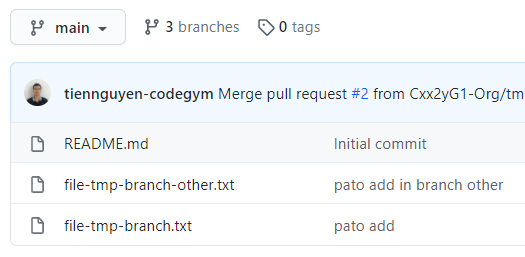 main 3 branches 0 tags
tiennguyen-codegym Merge pull request #2 from Cxx2yG1-Org/tm
README.md Initial commit
file-tmp-branch-other.txt pato add in branch other
file-tmp-branch.txt pato add